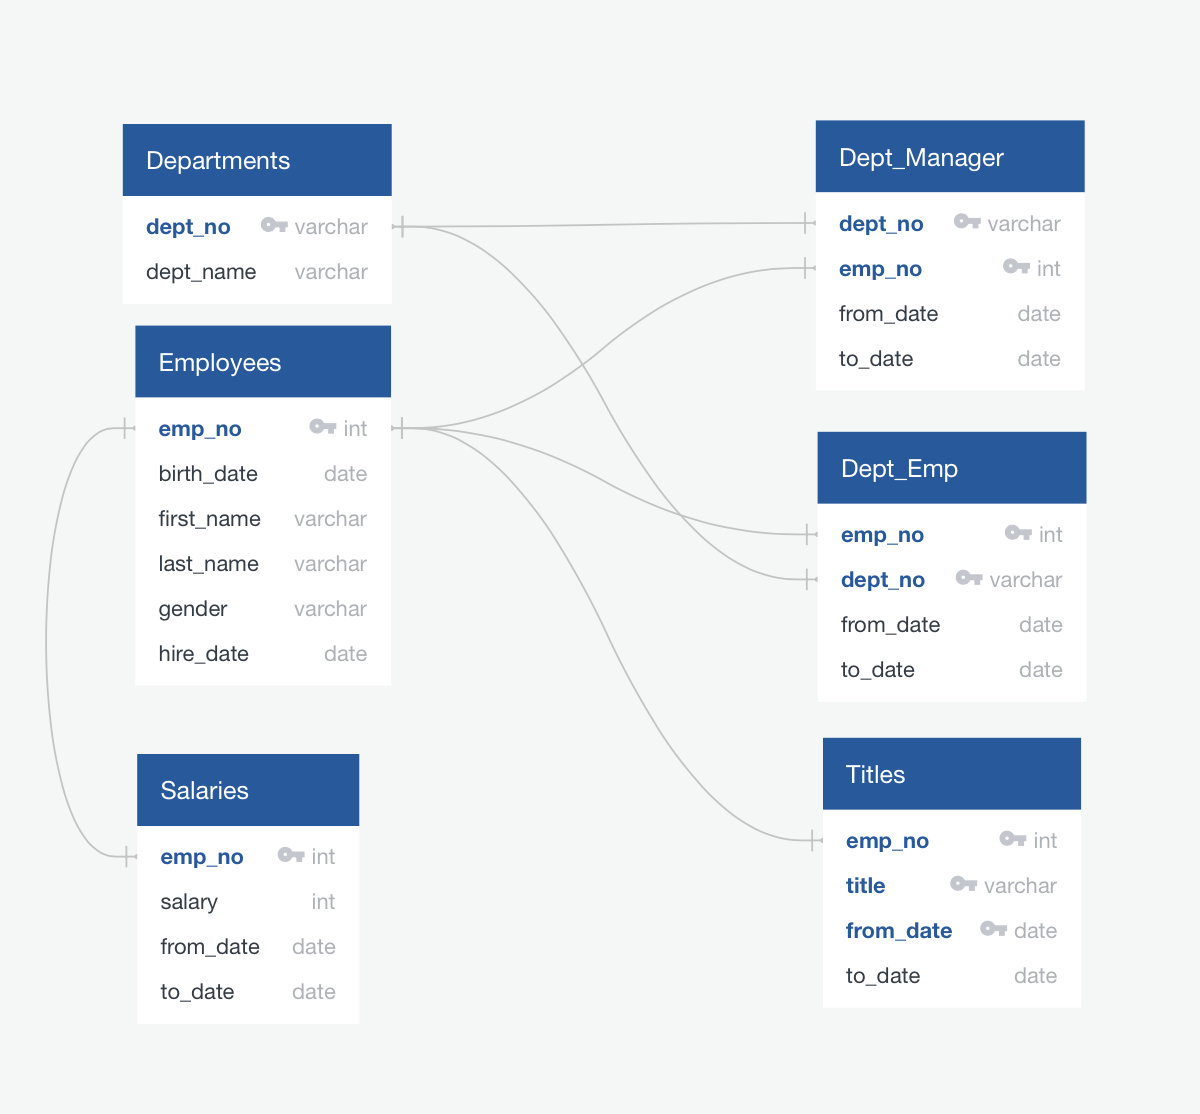 Departments
dept_no varchar
dept_name varchar
Employees
emp_no int
birth_date date
first_name varchar
last_name varchar
gender varchar
hire_date date
Salaries
emp_no int
salary int
from_date date
to_date date
Dept_Manager
dept_no varchar
emp_no int
from_date date
to_date date
Dept_Emp
emp_no int
dept_no varchar
from_date date
to_date date
Titles
emp_no int
title varchar
from_date date
to_date date